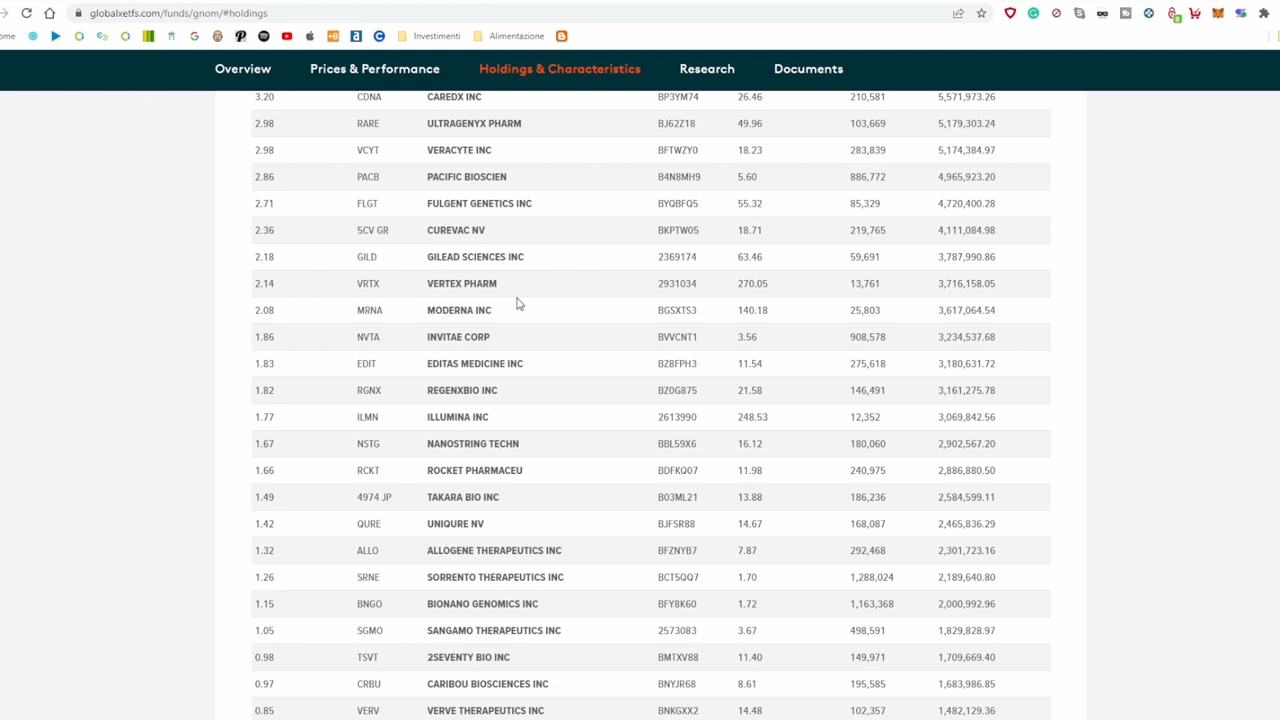 globalxetfs.com/funds/gnom/#holdings
ome Investimenti Alimentazione
Overview Prices & Performance Holdings & Characteristics Research Documents
3.20 CDNA CAREDX INC BP3YM74 26.46 210,581 5,571,973.26
2.98 RARE ULTRAGENYX PHARM BJ62Z18 49.96 103,669 5,179,303.24
2.98 VCYT VERACYTE INC BFTWZY0 18.23 283,839 5,174,384.97
2.86 PACB PACIFIC BIOSCIEN B4N8MH9 5.60 886,772 4,965,923.20
2.71 FLGT FULGENT GENETICS INC BYQBFQ5 55.32 85,329 4,720,400.28
2.36 5CV GR CUREVAC NV BKPTW05 18.71 219,765 4,111,084.98
2.18 GILD GILEAD SCIENCES INC 2369174 63.46 59,691 3,787,990.86
2.14 VRTX VERTEX PHARM 2931034 270.05 13,761 3,716,158.05
2.08 MRNA MODERNA INC BGSXTS3 140.18 25,803 3,617,064.54
1.86 NVTA INVITAE CORP BVVCNT1 3.56 908,578 3,234,537.68
1.83 EDIT EDITAS MEDICINE INC BZ8FPH3 11.54 275,618 3,180,631.72
1.82 RGNX REGENXBIO INC BZ0G875 21.58 146,491 3,161,275.78
1.77 ILMN ILLUMINA INC 2613990 248.53 12,352 3,069,842.56
1.67 NSTG NANOSTRING TECHN BBL59X6 16.12 180,060 2,902,567.20
1.66 RCKT ROCKET PHARMACEU BDFKQ07 11.98 240,975 2,886,880.50
1.49 4974 JP TAKARA BIO INC B03ML21 13.88 186,236 2,584,599.11
1.42 QURE UNIQURE NV BJFSR88 14.67 168,087 2,465,836.29
1.32 ALLO ALLOGENE THERAPEUTICS INC BFZNYB7 7.87 292,468 2,301,723.16
1.26 SRNE SORRENTO THERAPEUTICS INC BCT5QQ7 1.70 1,288,024 2,189,640.80
1.15 BNGO BIONANO GENOMICS INC BFY8K60 1.72 1,163,368 2,000,992.96
1.05 SGMO SANGAMO THERAPEUTICS INC 2573083 3.67 498,591 1,829,828.97
0.98 TSVT 2SEVENTY BIO INC BMTXV88 11.40 149,971 1,709,669.40
0.97 CRBU CARIBOU BIOSCIENCES INC BNYJR68 8.61 195,585 1,683,986.85
0.85 VERV VERVE THERAPEUTICS INC BNKGXX2 14.48 102,357 1,482,129.36